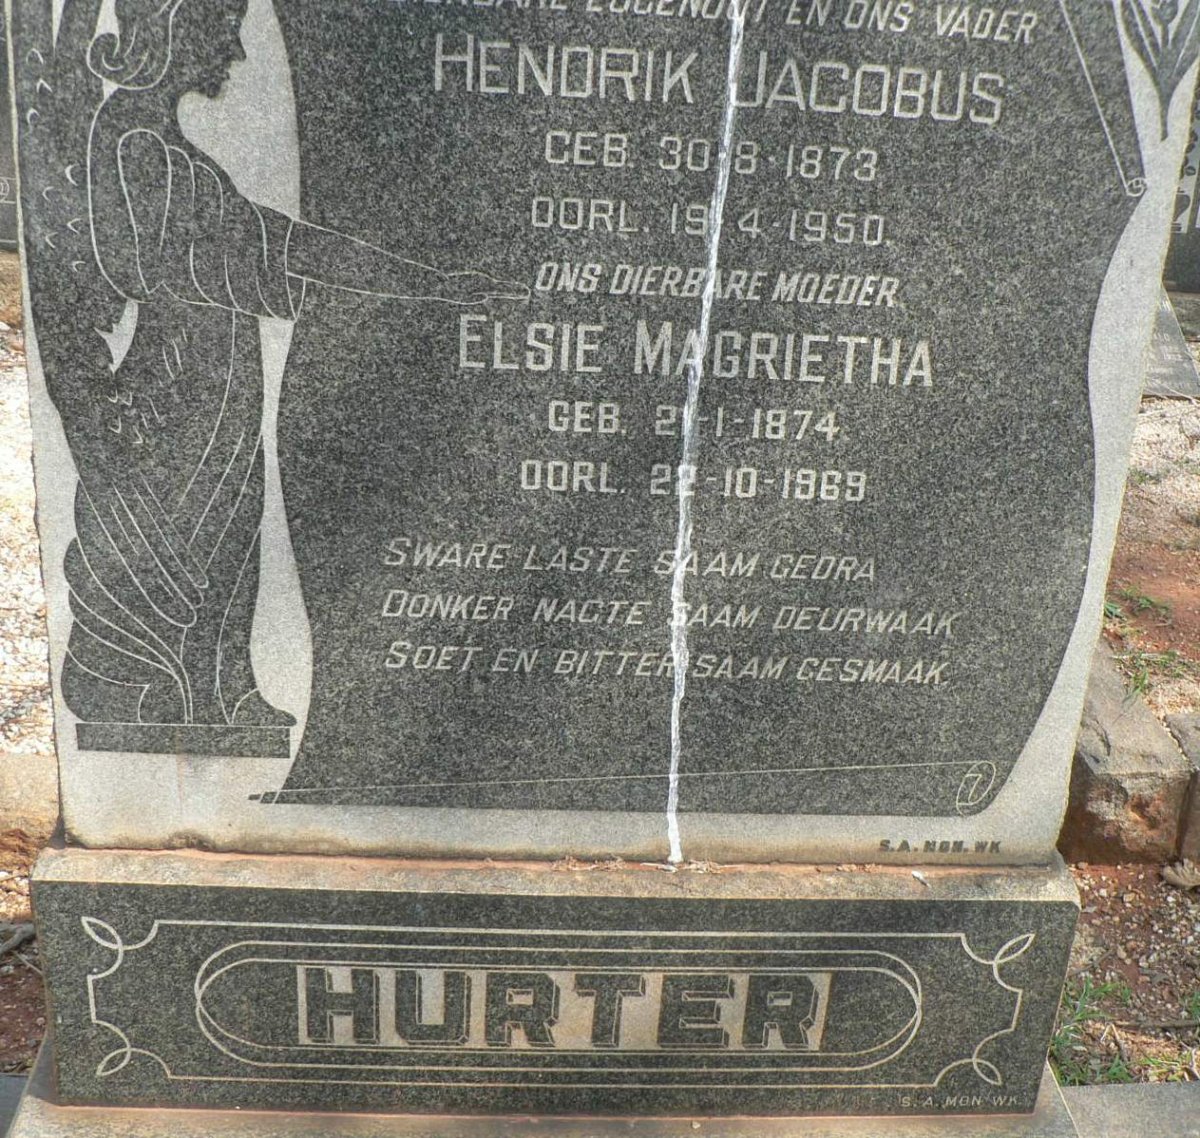 EGGENOOT EN ONS VADER
HENDRIK JACOBUS
GEB. 30-8-1873
OORL. 19-4-1950.
ONS DIERBARE MOEDER
ELSIE MAGRIETHA
GEB. 21-1-1874.
OORL. 22-10-1969
SWARE LASTE SAAM GEDRA
DONKER NAGTE SAAM DEURWAAK
SOET EN BITTER SAAM GESMAAK.
S.A. MON. WK
HURTER
S.A. MON WK.